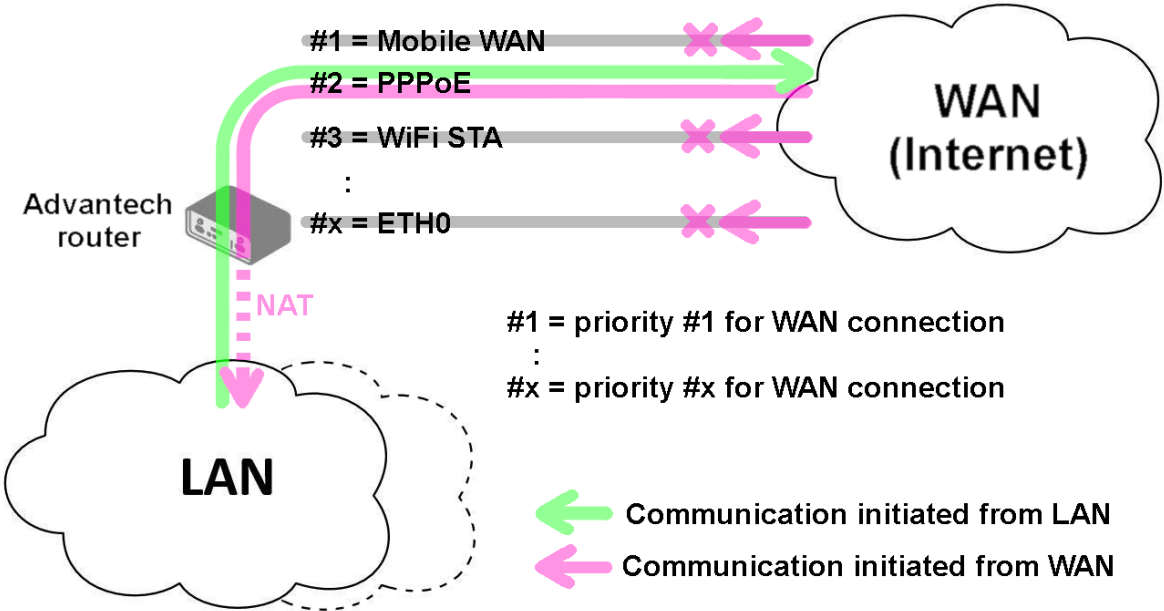 #1 = Mobile WAN
#2 = PPPoE
#3 = WiFi STA
:
#x = ETH0
WAN
(Internet)
Advantech
router
NAT
#1 = priority #1 for WAN connection
:
#x = priority #x for WAN connection
LAN
Communication initiated from LAN
Communication initiated from WAN